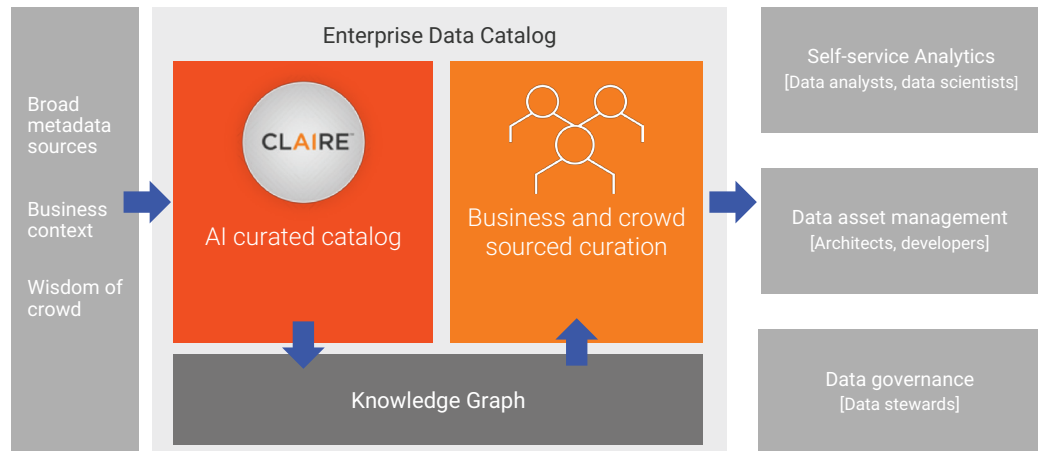 Broad
metadata
sources
Business
context
Wisdom of
crowd
Enterprise Data Catalog
CLAIRE™
AI curated catalog
Business and crowd
sourced curation
Knowledge Graph
Self-service Analytics
[Data analysts, data scientists]
Data asset management
[Architects, developers]
Data governance
[Data stewards]